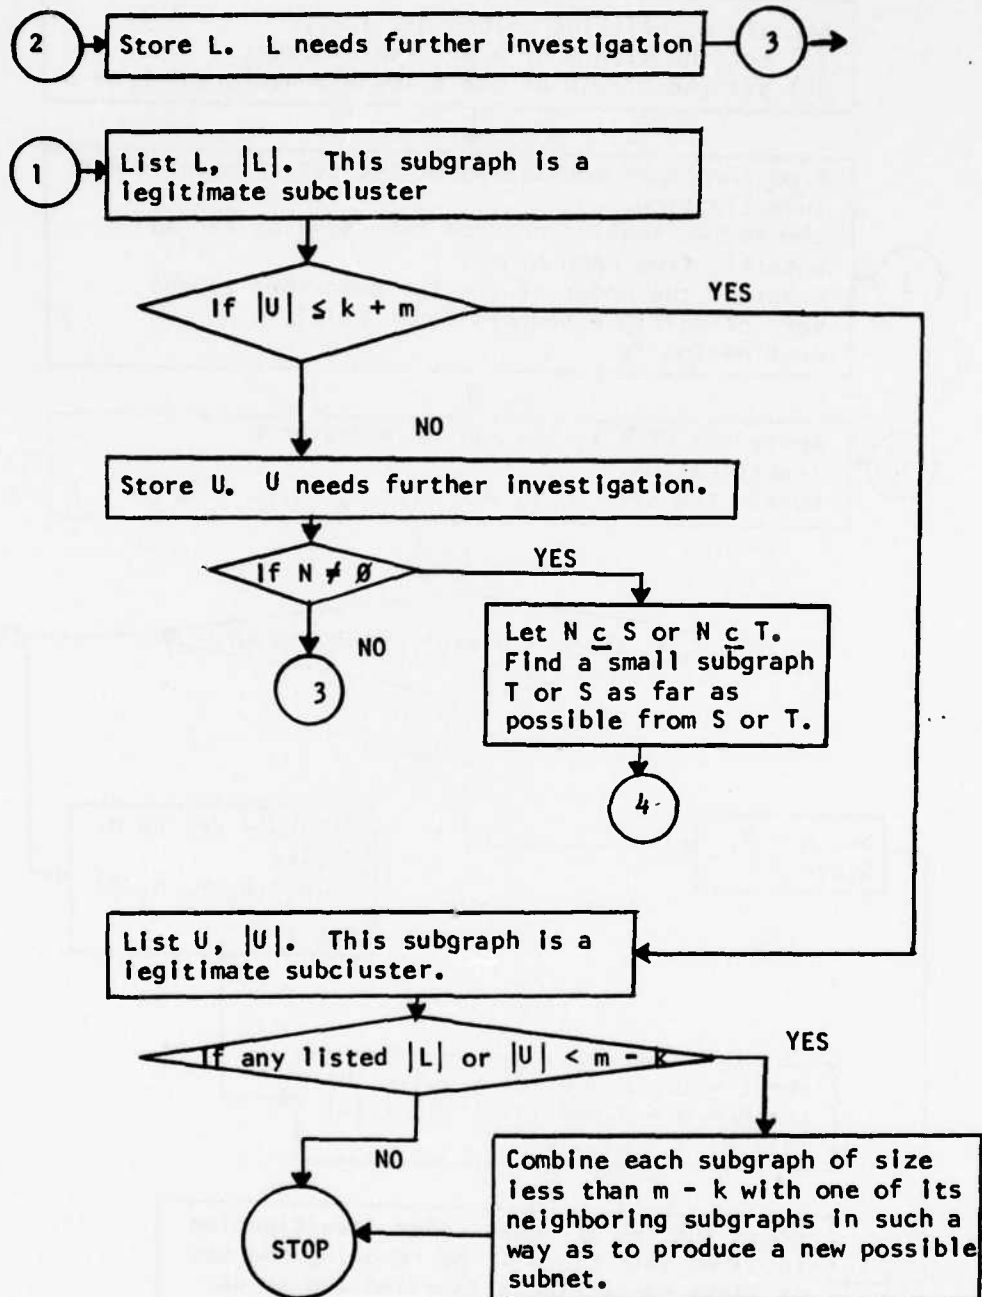 2
Store L. L needs further investigation
3
1
List L, |L|. This subgraph is a
legitimate subcluster
If |U| ≤ k + m
YES
NO
Store U. U needs further investigation.
If N ≠ Ø
YES
NO
3
Let N c S or N c T.
Find a small subgraph
T or S as far as
possible from S or T.
4
List U, |U|. This subgraph is a
legitimate subcluster.
If any listed |L| or |U| < m - k
YES
NO
STOP
Combine each subgraph of size
less than m - k with one of its
neighboring subgraphs in such a
way as to produce a new possible
subnet.